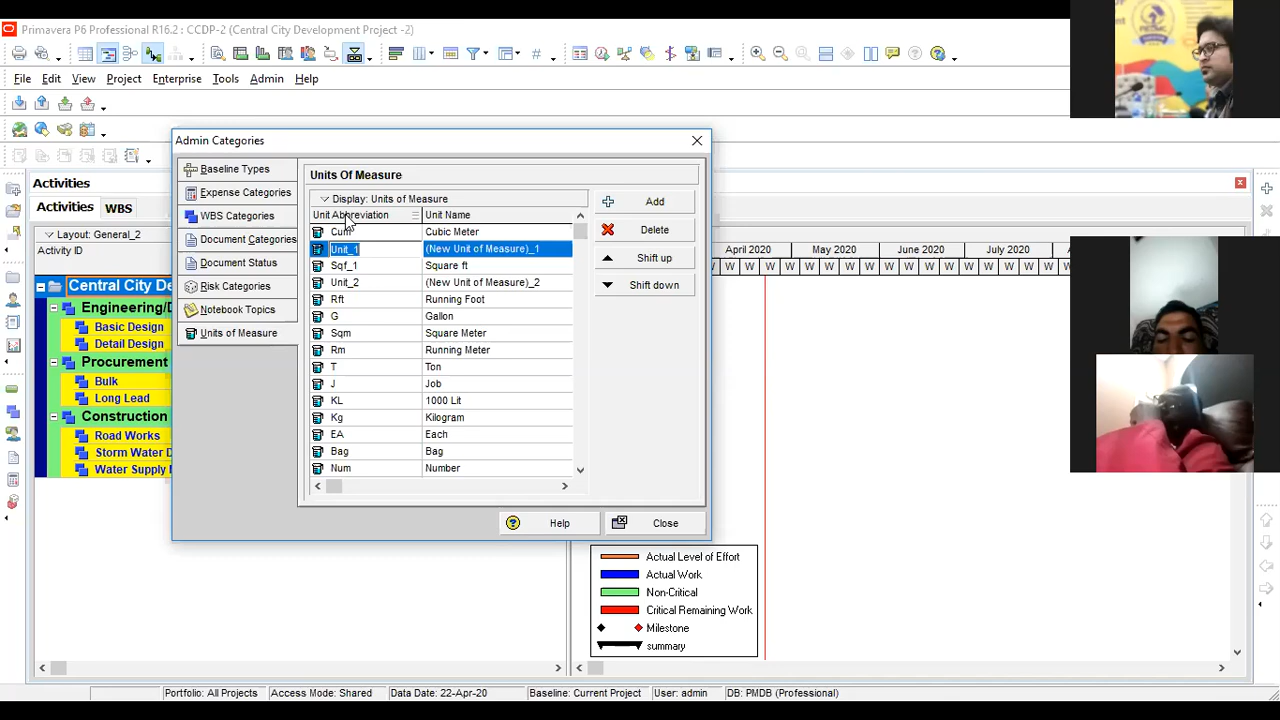 Primavera P6 Professional R16.2 : CCDP-2 (Central City Development Project -2)
File Edit View Project Enterprise Tools Admin Help
Admin Categories
Baseline Types
Expense Categories
WBS Categories
Document Categories
Document Status
Risk Categories
Notebook Topics
Units of Measure
Units Of Measure
Display: Units of Measure
Unit Abbreviation Unit Name
Cum Cubic Meter
Unit_1 (New Unit of Measure)_1
Sqf_1 Square ft
Unit_2 (New Unit of Measure)_2
Rft Running Foot
G Gallon
Sqm Square Meter
Rm Running Meter
T Ton
J Job
KL 1000 Lit
Kg Kilogram
EA Each
Bag Bag
Num Number
Add
Delete
Shift up
Shift down
Help Close
Activities
Activities WBS
Layout: General_2
Activity ID
Central City De
Engineering/D
Basic Design
Detail Design
Procurement
Bulk
Long Lead
Construction
Road Works
Storm Water D
Water Supply
April 2020 May 2020 June 2020 July 2020
W W W W W W W W W W W W W W W W W
Actual Level of Effort
Actual Work
Non-Critical
Critical Remaining Work
Milestone
summary
Portfolio: All Projects Access Mode: Shared Data Date: 22-Apr-20 Baseline: Current Project User: admin DB: PMDB (Professional)